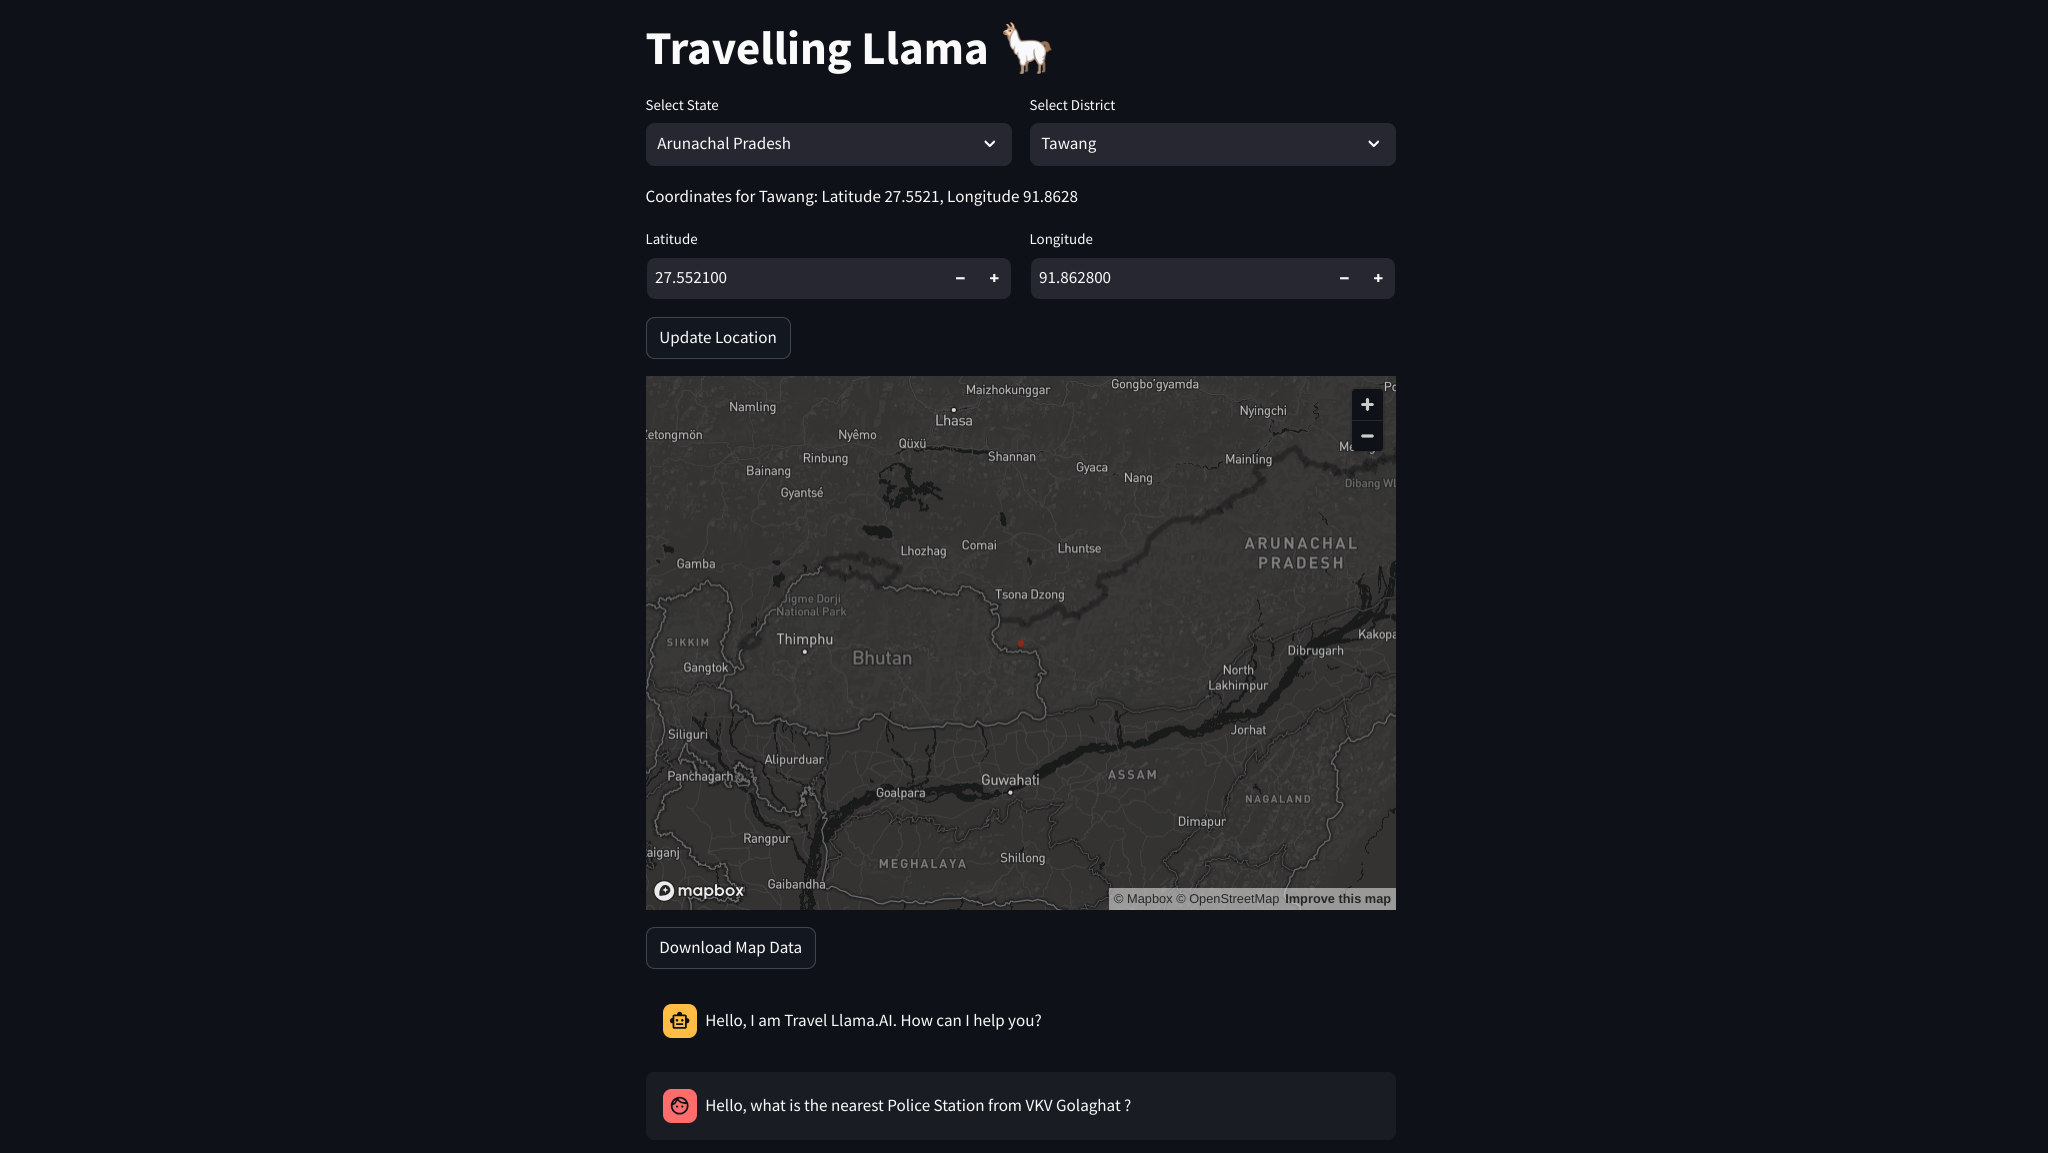 Travelling Llama
Select State
Select District
Arunachal Pradesh
Tawang
Coordinates for Tawang: Latitude 27.5521, Longitude 91.8628
Latitude
Longitude
27.552100
91.862800
Update Location
Maizhokunggar
Gongbo'gyamda
Namling
Lhasa
Nyingchi
Zetongmön
Nyêmo
Qüxü
Rinbung
Shannan
Mainling
Bainang
Gyaca
Nang
Gyantsé
Dibang Wi
ARUNACHAL
PRADESH
Lhozhag
Comai
Lhuntse
Gamba
Tsona Dzong
Jigme Dorji
National Park
SIKKIM
Thimphu
Kakopa
Bhutan
Dibrugarh
Gangtok
North
Lakhimpur
Siliguri
Jorhat
Alipurduar
Panchagarh
Guwahati
ASSAM
Goalpara
NAGALAND
Dimapur
Rangpur
aiganj
MEGHALAYA
Shillong
Gaibandha
mapbox
© Mapbox © OpenStreetMap Improve this map
Download Map Data
Hello, I am Travel Llama.AI. How can I help you?
Hello, what is the nearest Police Station from VKV Golaghat ?